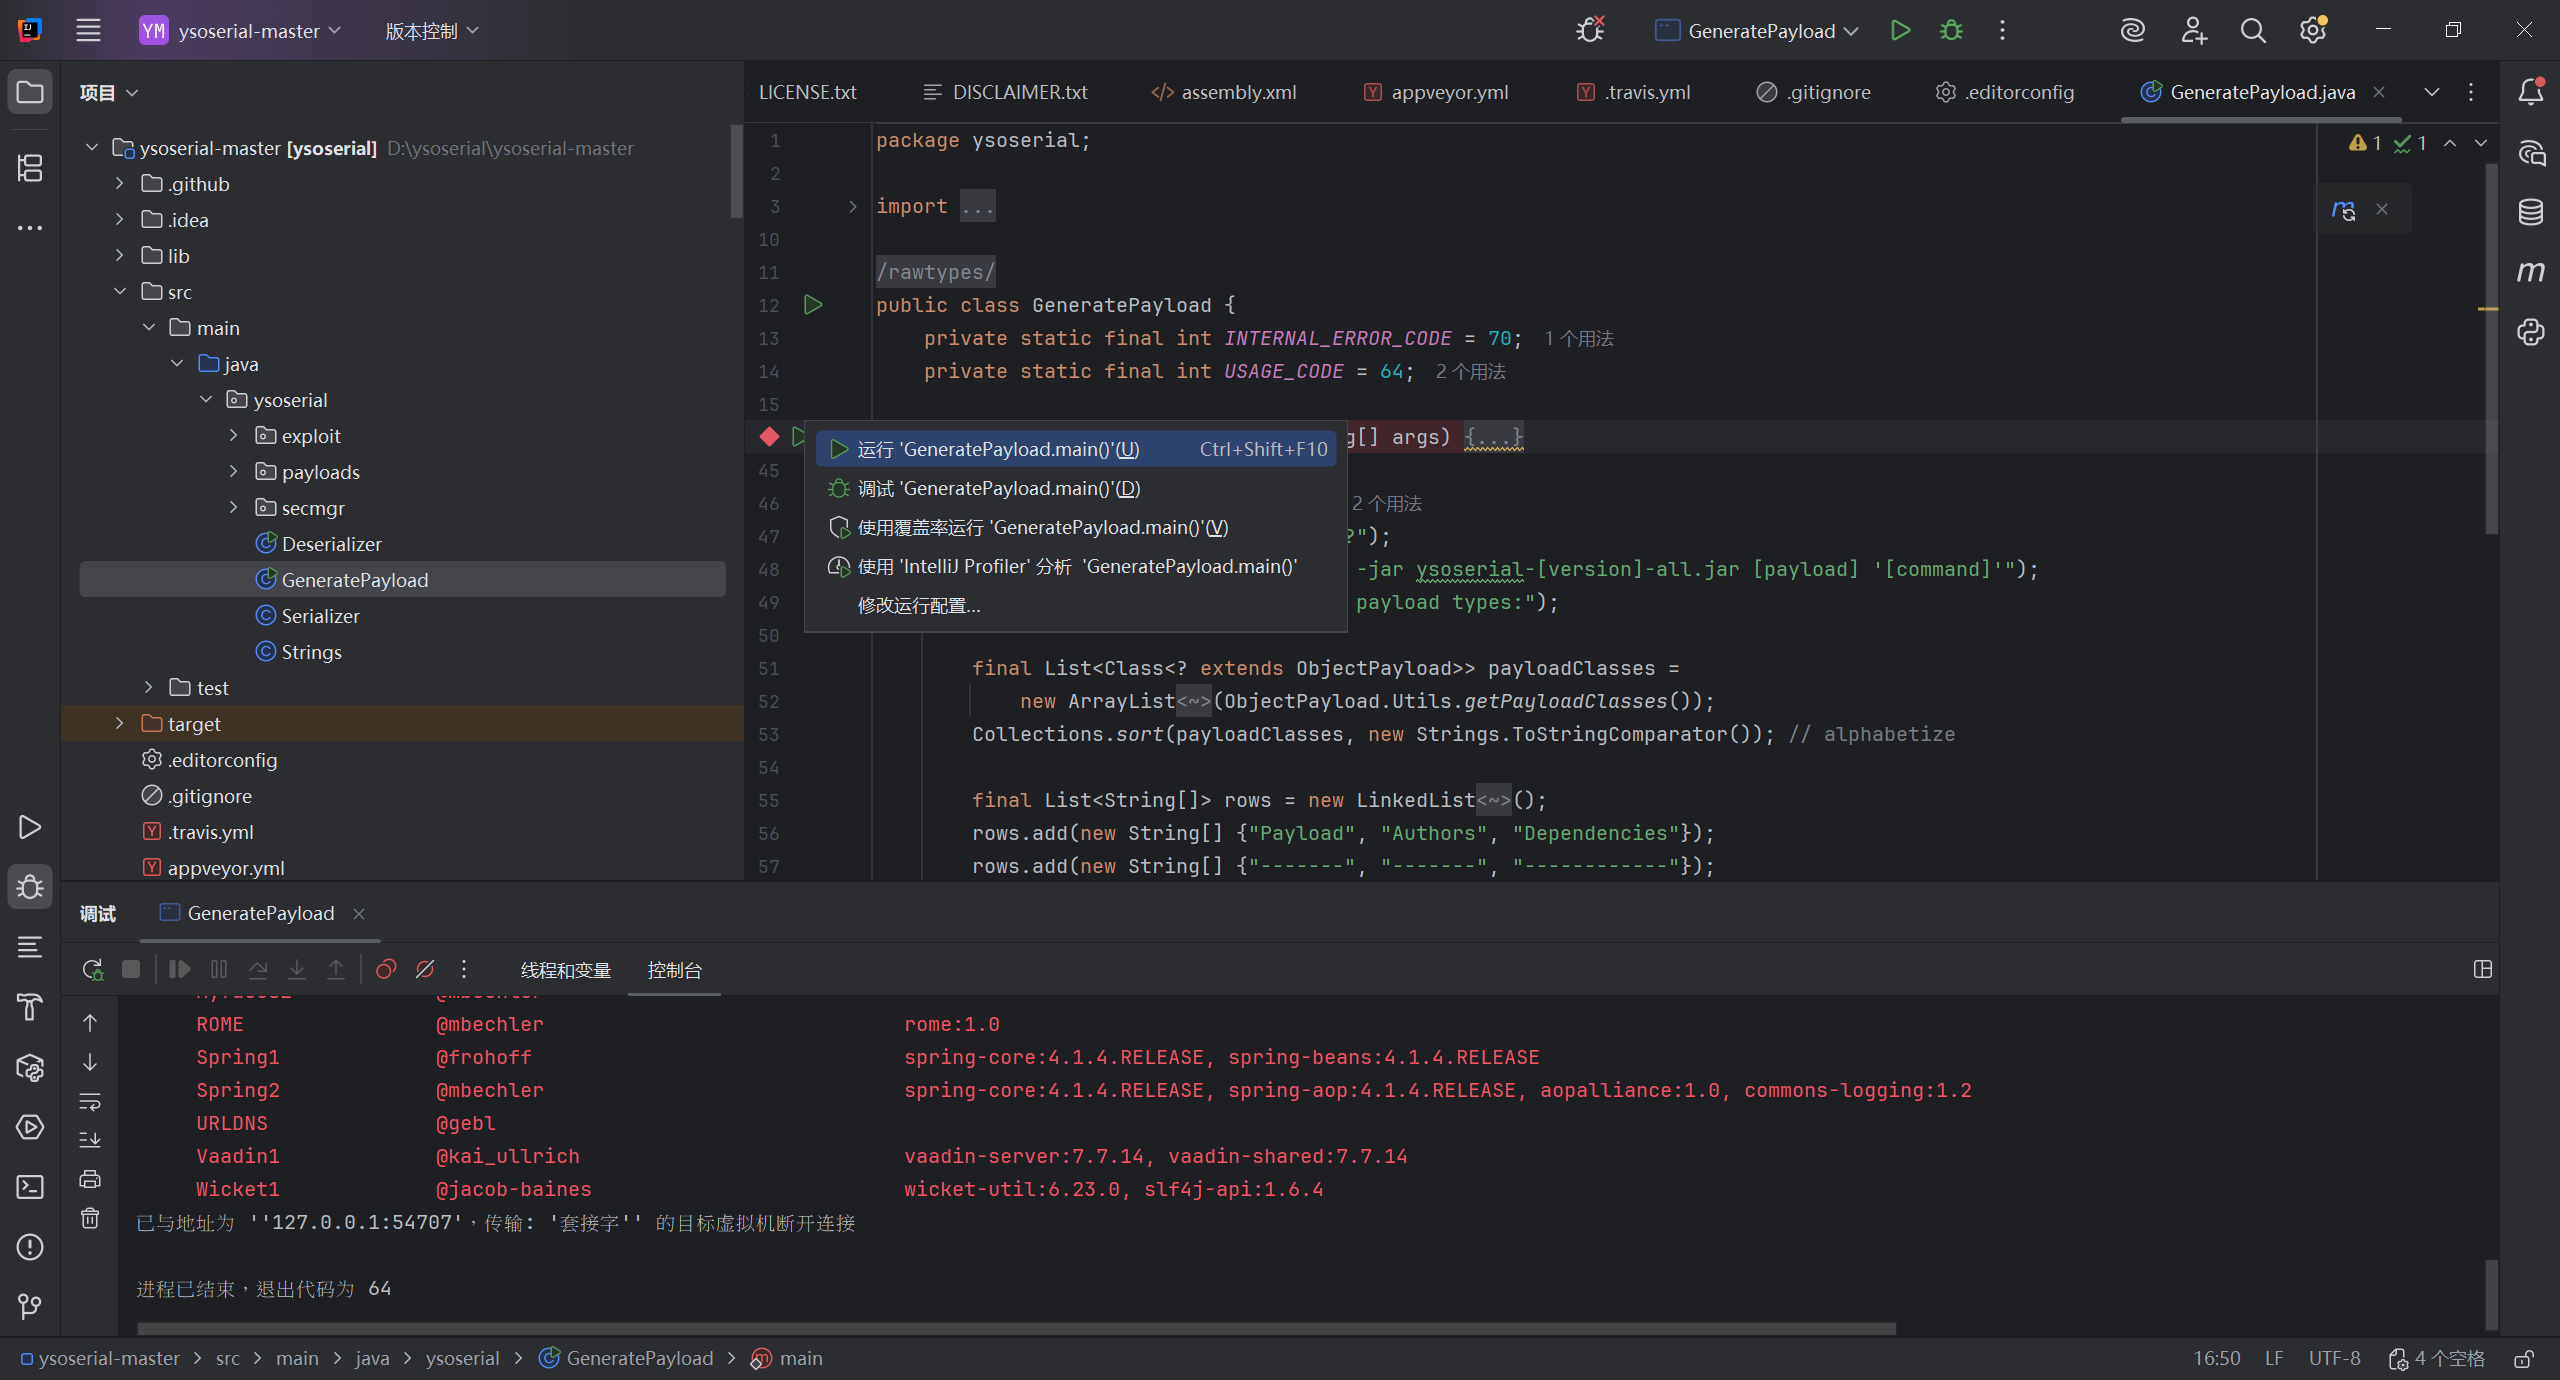 YM ysoserial-master 版本控制 GeneratePayload
项目
LICENSE.txt DISCLAIMER.txt assembly.xml appveyor.yml .travis.yml .gitignore .editorconfig GeneratePayload.java
ysoserial-master [ysoserial] D:\ysoserial\ysoserial-master
.github
.idea
lib
src
main
java
ysoserial
exploit
payloads
secmgr
Deserializer
GeneratePayload
Serializer
Strings
test
target
.editorconfig
.gitignore
.travis.yml
appveyor.yml
1 package ysoserial;
2
3 import ...
10
11 /rawtypes/
12 public class GeneratePayload {
13 private static final int INTERNAL_ERROR_CODE = 70; 1 个用法
14 private static final int USAGE_CODE = 64; 2 个用法
15
g[] args) {...}
45
46 2 个用法
47 ?");
48 -jar ysoserial-[version]-all.jar [payload] '[command]'");
49 payload types:");
50
51 final List<Class<? extends ObjectPayload>> payloadClasses =
52 new ArrayList<~>(ObjectPayload.Utils.getPayloadClasses());
53 Collections.sort(payloadClasses, new Strings.ToStringComparator()); // alphabetize
54
55 final List<String[]> rows = new LinkedList<~>();
56 rows.add(new String[] {"Payload", "Authors", "Dependencies"});
57 rows.add(new String[] {"-------", "-------", "------------"});
1 1
运行 'GeneratePayload.main()'(U) Ctrl+Shift+F10
调试 'GeneratePayload.main()'(D)
使用覆盖率运行 'GeneratePayload.main()'(V)
使用 'IntelliJ Profiler' 分析 'GeneratePayload.main()'
修改运行配置...
调试 GeneratePayload
线程和变量 控制台
ROME @mbechler rome:1.0
Spring1 @frohoff spring-core:4.1.4.RELEASE, spring-beans:4.1.4.RELEASE
Spring2 @mbechler spring-core:4.1.4.RELEASE, spring-aop:4.1.4.RELEASE, aopalliance:1.0, commons-logging:1.2
URLDNS @gebl
Vaadin1 @kai_ullrich vaadin-server:7.7.14, vaadin-shared:7.7.14
Wicket1 @jacob-baines wicket-util:6.23.0, slf4j-api:1.6.4
已与地址为 ''127.0.0.1:54707'，传输: '套接字'' 的目标虚拟机断开连接
进程已结束，退出代码为 64
ysoserial-master > src > main > java > ysoserial > GeneratePayload > main 16:50 LF UTF-8 4 个空格